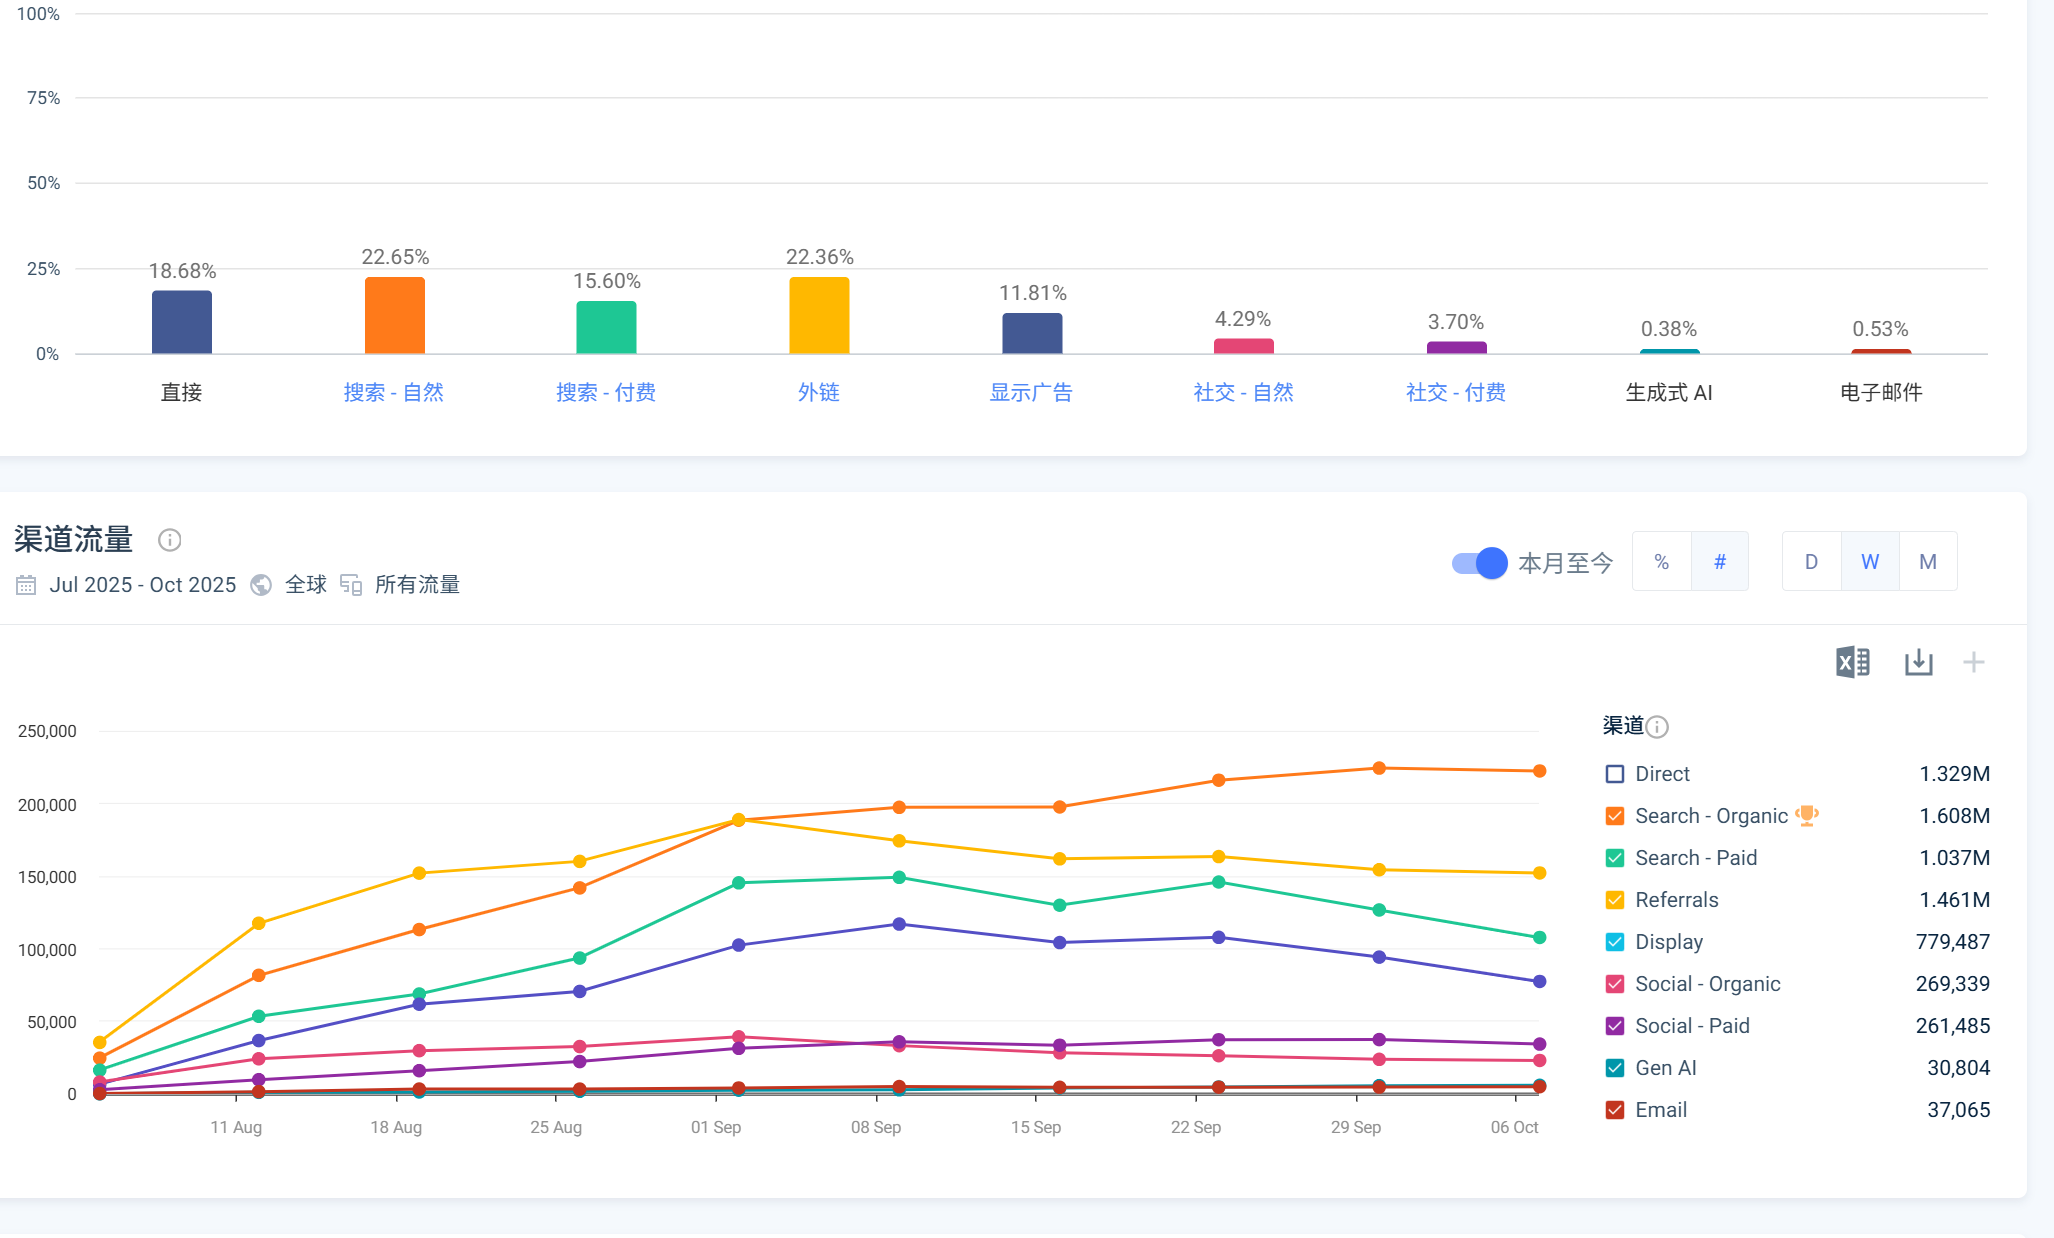 100%
75%
50%
25%
0%
18.68%
22.65%
15.60%
22.36%
11.81%
4.29%
3.70%
0.38%
0.53%
直接
搜索 - 自然
搜索 - 付费
外链
显示广告
社交 - 自然
社交 - 付费
生成式 AI
电子邮件
渠道流量
Jul 2025 - Oct 2025 全球 所有流量
本月至今 % # D W M
250,000
200,000
150,000
100,000
50,000
0
11 Aug
18 Aug
25 Aug
01 Sep
08 Sep
15 Sep
22 Sep
29 Sep
06 Oct
渠道
Direct 1.329M
Search - Organic 1.608M
Search - Paid 1.037M
Referrals 1.461M
Display 779,487
Social - Organic 269,339
Social - Paid 261,485
Gen AI 30,804
Email 37,065